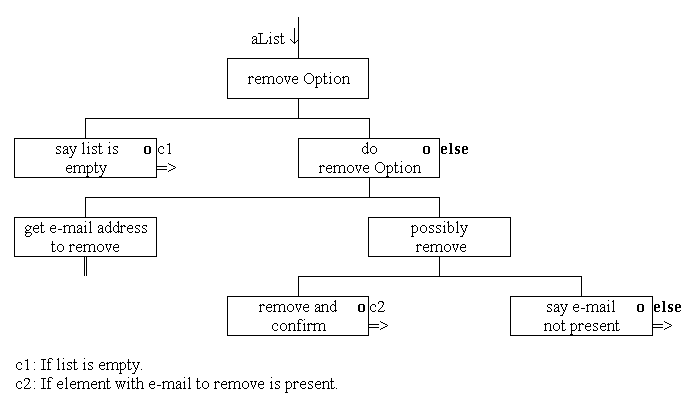 aList ↓
remove Option
say list is o c1
empty =>
do o else
remove Option
get e-mail address
to remove
possibly
remove
remove and o c2
confirm =>
say e-mail o else
not present =>
c1: If list is empty.
c2: If element with e-mail to remove is present.